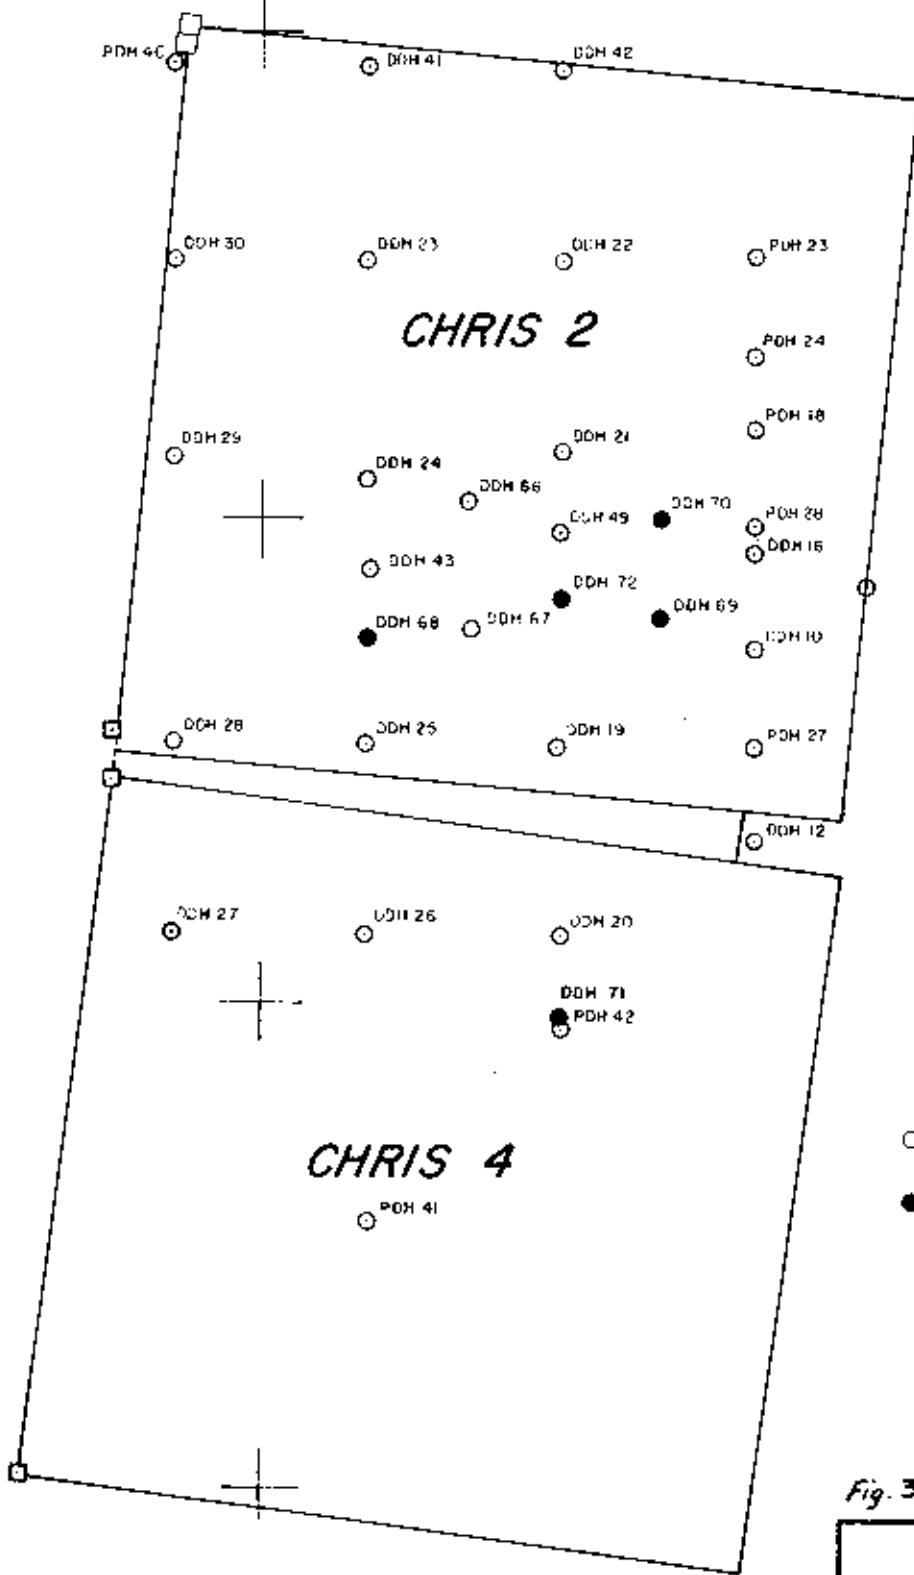 PDH 40
DDH 41
DDH 42
DDH 30
DDH 23
DDH 22
PDH 23
CHRIS 2
PDH 24
PDH 18
DDH 29
DDH 21
DDH 24
DDH 66
DDH 49
DDH 70
PDH 28
DDH 16
DDH 43
DDH 72
DDH 68
DDH 67
DDH 69
DDH 10
DDH 28
DDH 25
DDH 19
PDH 27
DDH 12
DDH 27
DDH 26
DDH 20
DDH 71
PDH 42
CHRIS 4
PDH 41
Fig. 3